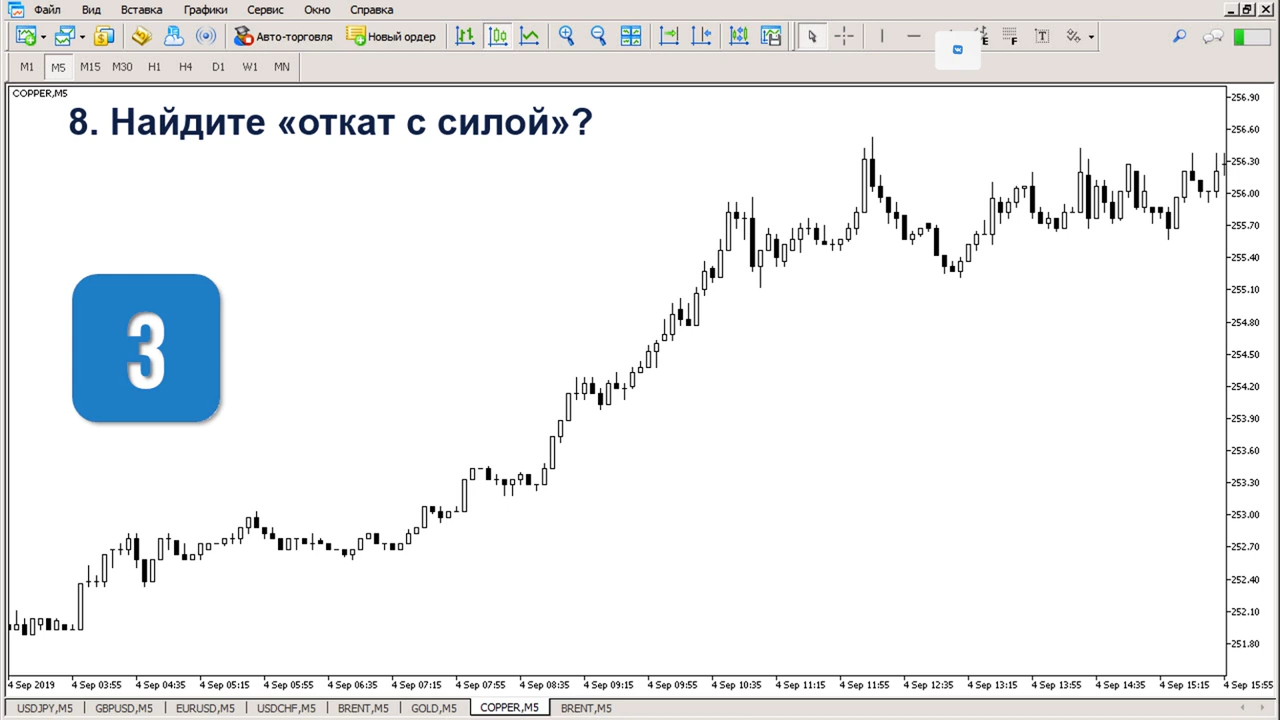 Файл Вид Вставка Графики Сервис Окно Справка
Авто-торговля Новый ордер E F T
M1 M5 M15 M30 H1 H4 D1 W1 MN
COPPER,M5
8. Найдите «откат с силой»?
3
256.90
256.60
256.30
256.00
255.70
255.40
255.10
254.80
254.50
254.20
253.90
253.60
253.30
253.00
252.70
252.40
252.10
251.80
4 Sep 2019 4 Sep 03:55 4 Sep 04:35 4 Sep 05:15 4 Sep 05:55 4 Sep 06:35 4 Sep 07:15 4 Sep 07:55 4 Sep 08:35 4 Sep 09:15 4 Sep 09:55 4 Sep 10:35 4 Sep 11:15 4 Sep 11:55 4 Sep 12:35 4 Sep 13:15 4 Sep 13:55 4 Sep 14:35 4 Sep 15:15 4 Sep 15:55
USDJPY,M5 GBPUSD,M5 EURUSD,M5 USDCHF,M5 BRENT,M5 GOLD,M5 COPPER,M5 BRENT,M5